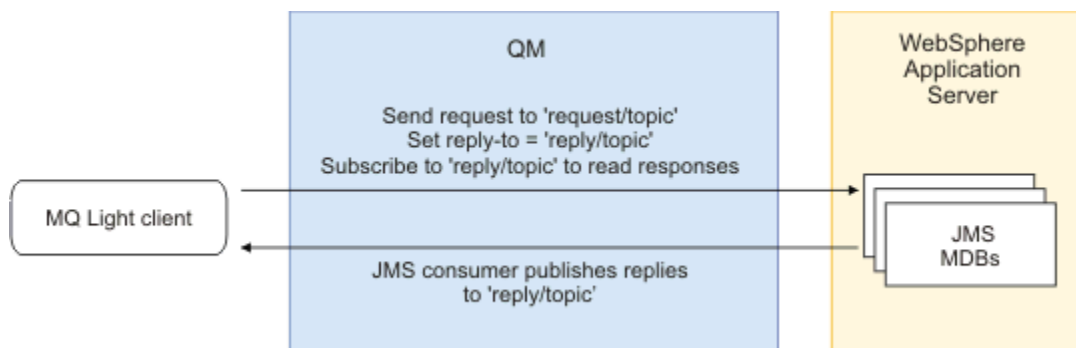 QM
WebSphere
Application
Server
Send request to 'request/topic'
Set reply-to = 'reply/topic'
Subscribe to 'reply/topic' to read responses
MQ Light client
JMS
MDBs
JMS consumer publishes replies
to 'reply/topic'